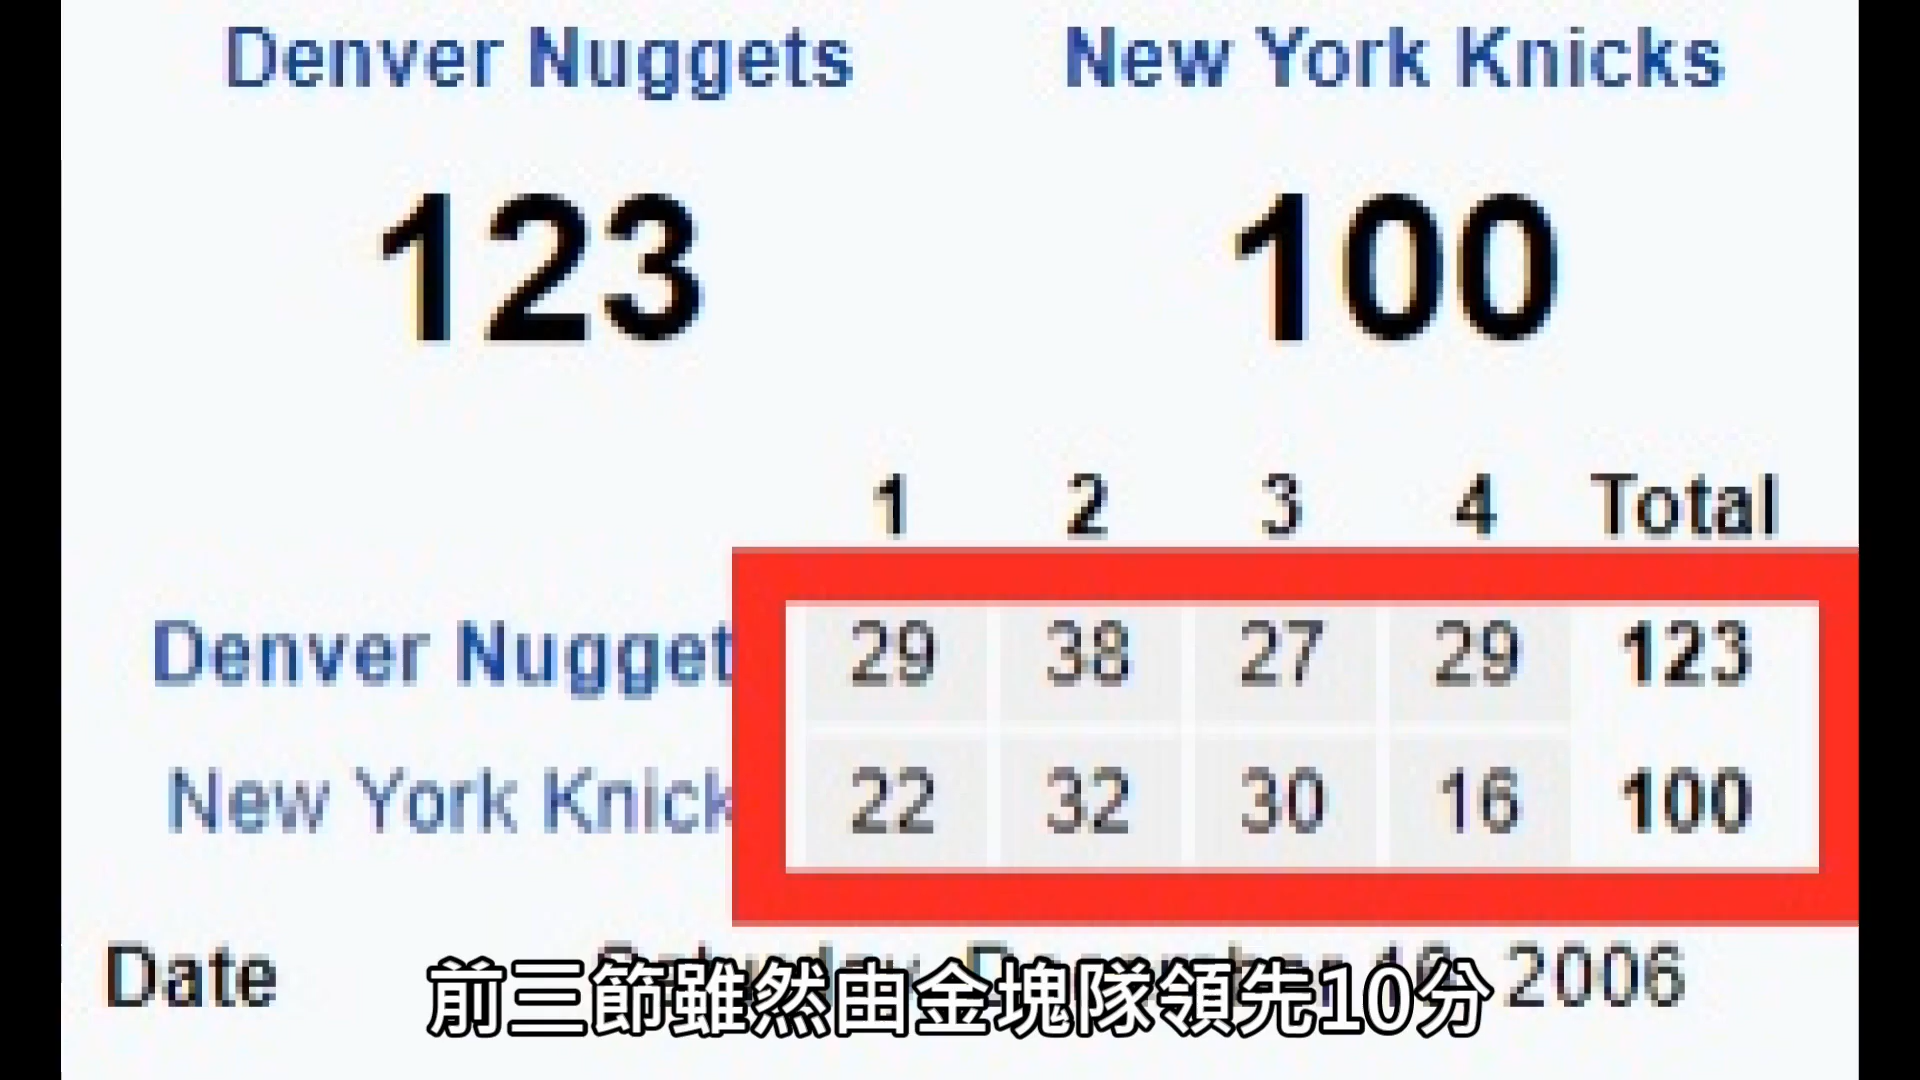 Denver Nuggets New York Knicks
123 100
1 2 3 4 Total
Denver Nugget 29 38 27 29 123
New York Knick 22 32 30 16 100
Date 2006
前三節雖然由金塊隊領先10分